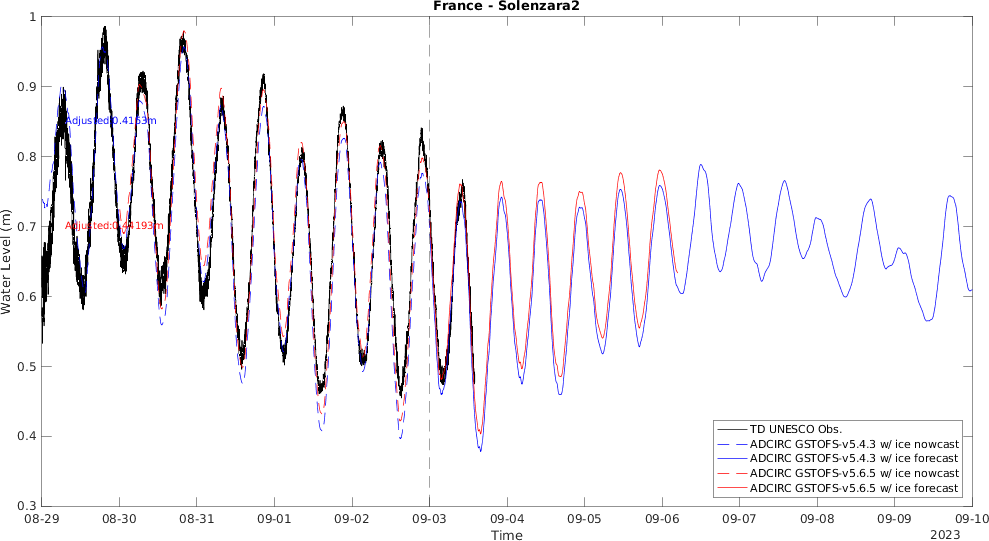 France - Solenzara2
1
0.9
0.8
0.7
0.6
0.5
0.4
0.3
Water Level (m)
Adjusted:0.4153m
Adjusted:0.44193m
TD UNESCO Obs.
ADCIRC GSTOFS-v5.4.3 w/ ice nowcast
ADCIRC GSTOFS-v5.4.3 w/ ice forecast
ADCIRC GSTOFS-v5.6.5 w/ ice nowcast
ADCIRC GSTOFS-v5.6.5 w/ ice forecast
08-29 08-30 08-31 09-01 09-02 09-03 09-04 09-05 09-06 09-07 09-08 09-09 09-10
Time
2023